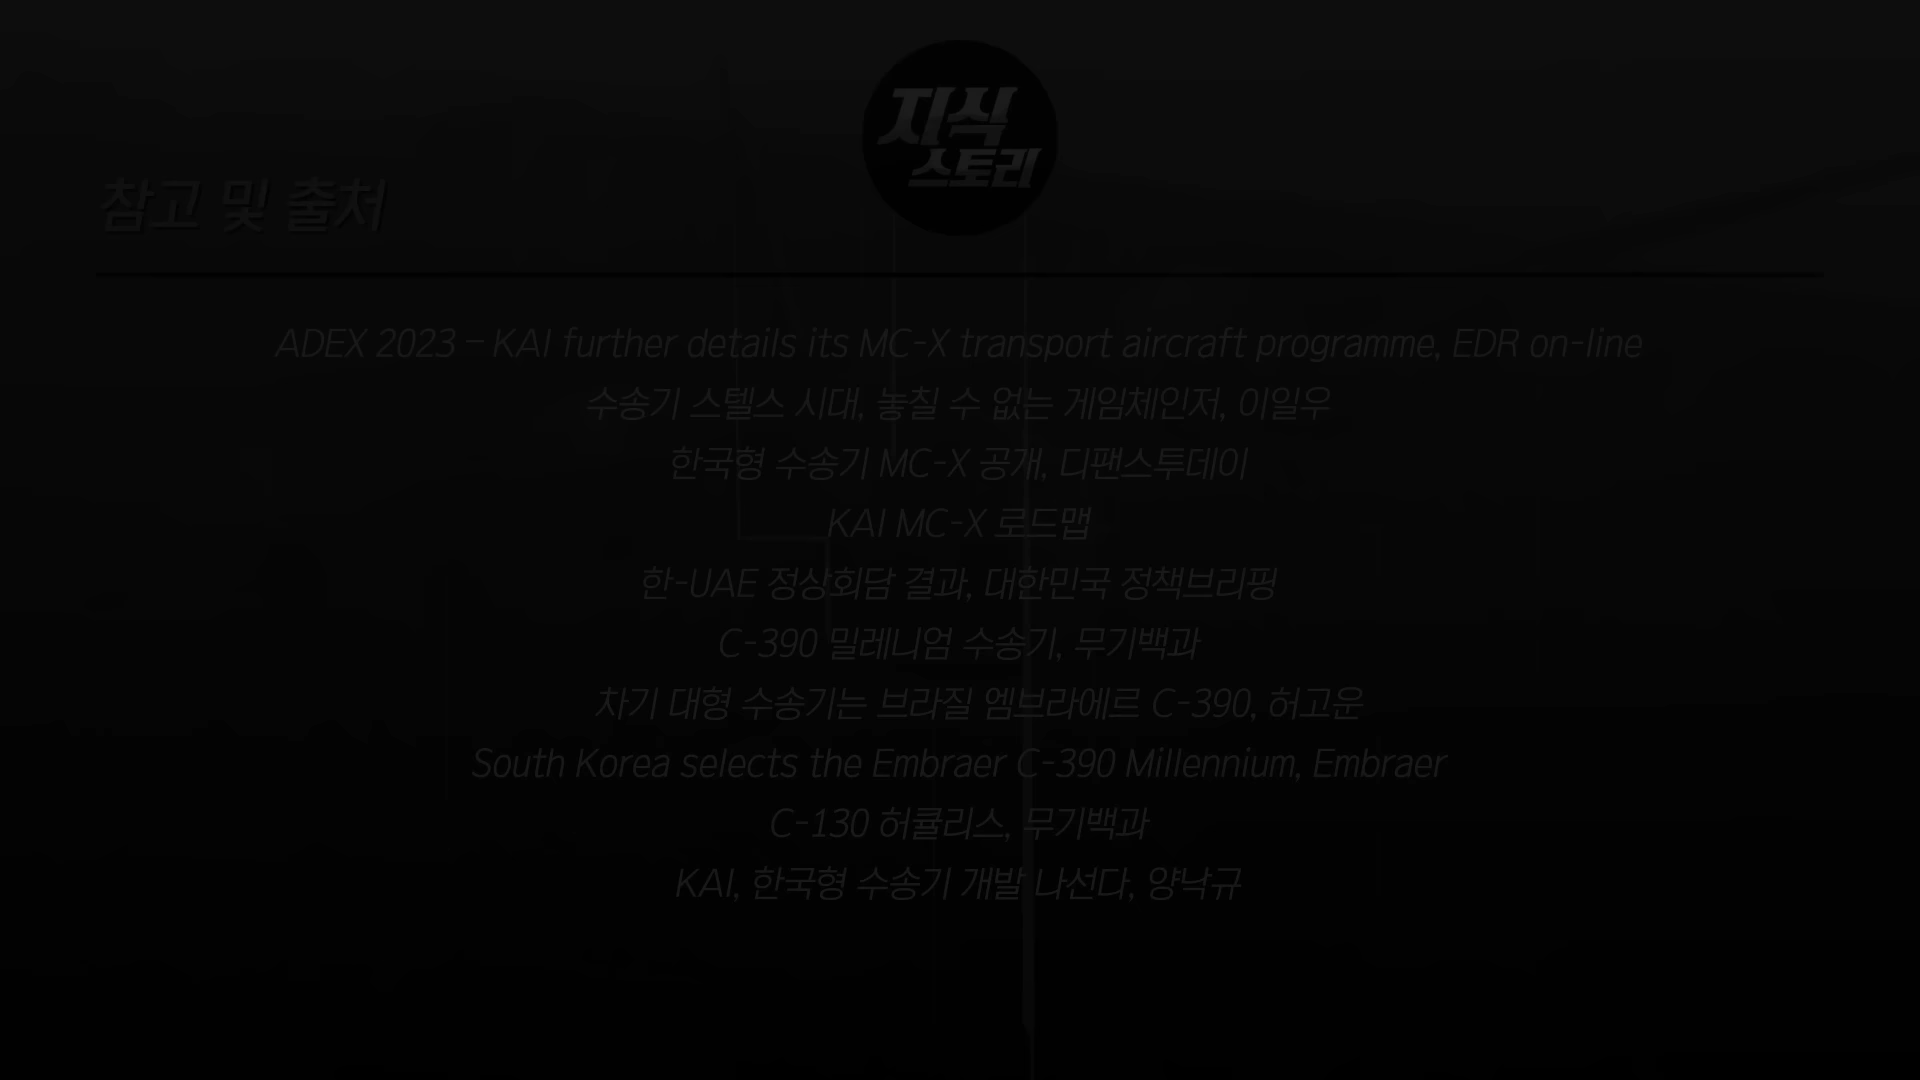 지식
스토리
참고 및 출처
ADEX 2023 – KAI further details its MC-X transport aircraft programme, EDR on-line
수송기 스텔스 시대, 놓칠 수 없는 게임체인저, 이일우
한국형 수송기 MC-X 공개, 디팬스투데이
KAI MC-X 로드맵
한-UAE 정상회담 결과, 대한민국 정책브리핑
C-390 밀레니엄 수송기, 무기백과
차기 대형 수송기는 브라질 엠브라에르 C-390, 허고운
South Korea selects the Embraer C-390 Millennium, Embraer
C-130 허큘리스, 무기백과
KAI, 한국형 수송기 개발 나선다, 양낙규